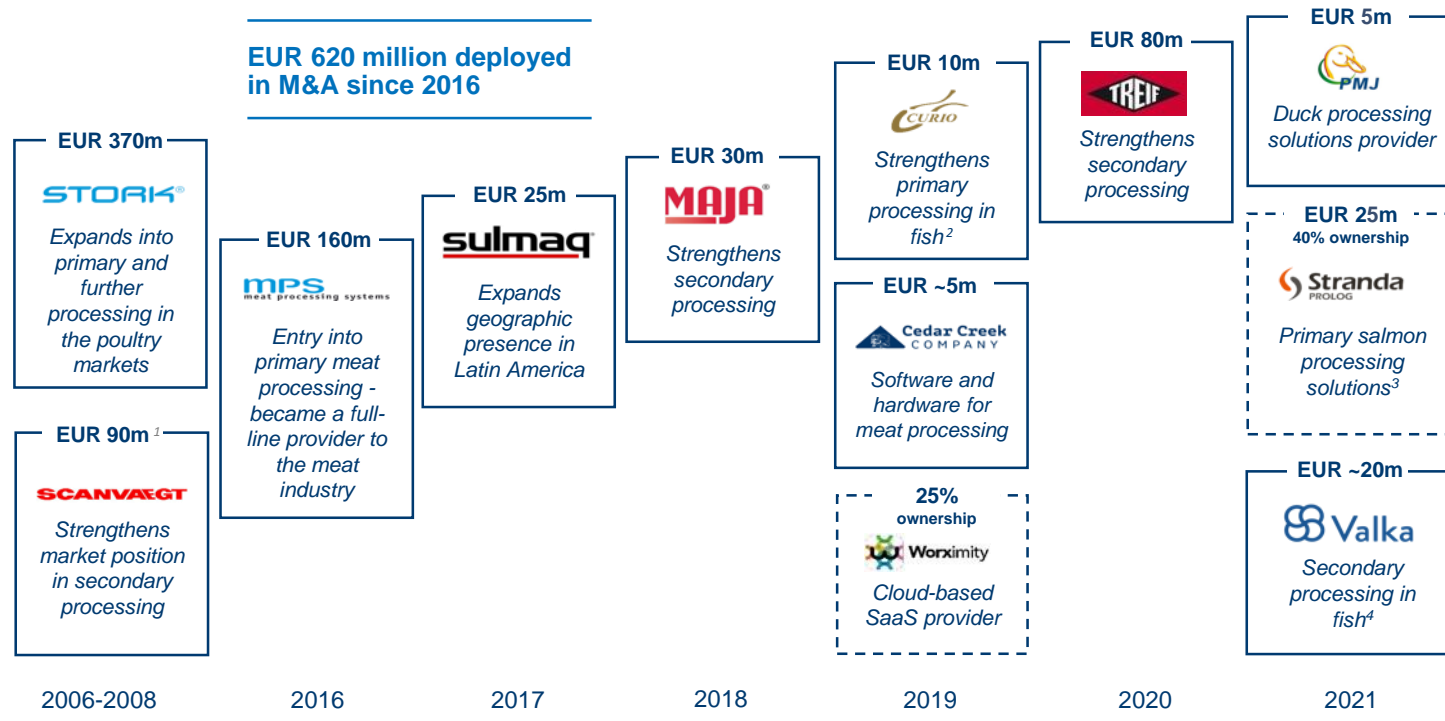 EUR 620 million deployed
in M&A since 2016
EUR 370m
STORK®
Expands into
primary and
further
processing in
the poultry
markets
EUR 90m 1
SCANVAEGT
Strengthens
market position
in secondary
processing
2006-2008
EUR 160m
mps
meat processing systems
Entry into
primary meat
processing -
became a full-
line provider to
the meat
industry
2016
EUR 25m
sulmaq
Expands
geographic
presence in
Latin America
2017
EUR 30m
MAJA®
Strengthens
secondary
processing
2018
EUR 10m
CURIO
Strengthens
primary
processing in
fish2
EUR ~5m
Cedar Creek
COMPANY
Software and
hardware for
meat processing
25%
ownership
Worximity
Cloud-based
SaaS provider
2019
EUR 80m
TREIF
Strengthens
secondary
processing
2020
EUR 5m
PMJ
Duck processing
solutions provider
EUR 25m
40% ownership
Stranda
PROLOG
Primary salmon
processing
solutions3
EUR ~20m
Valka
Secondary
processing in
fish4
2021